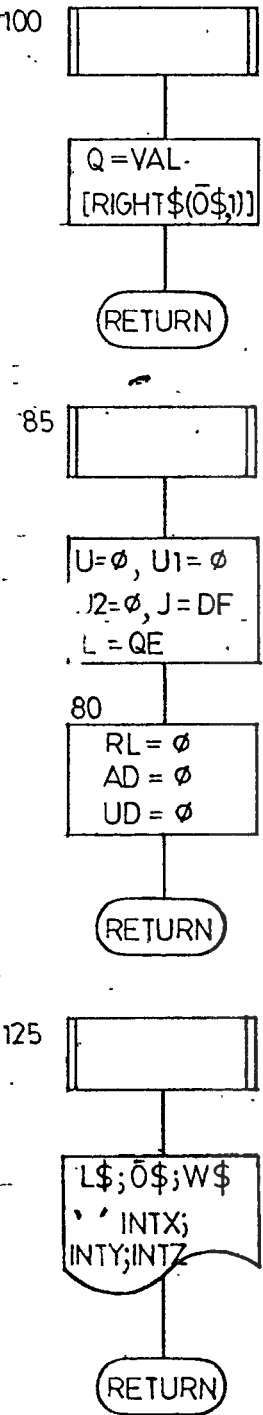 100
Q=VAL-
[RIGHT$(Ō$,1)]
RETURN
85
U=Ø, U1=Ø
J2=Ø, J=DF
L=QE
80
RL=Ø
AD=Ø
UD=Ø
RETURN
125
L$;Ō$;W$
' ' INTX;
INTY;INTZ
RETURN